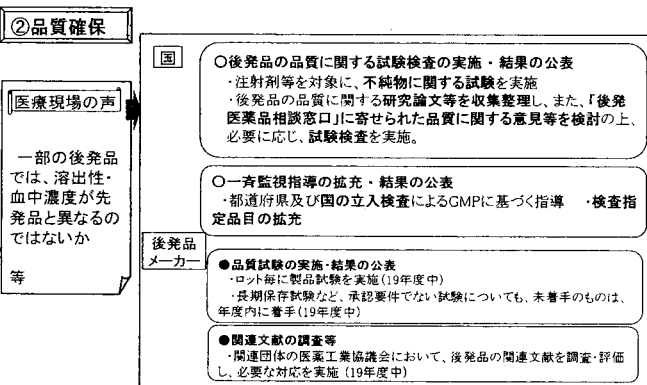 ②品質確保
医療現場の声
一部の後発品
では、溶出性・
血中濃度が先
発品と異なるの
ではないか
等
国
○後発品の品質に関する試験検査の実施・結果の公表
・注射剤等を対象に、不純物に関する試験を実施
・後発品の品質に関する研究論文等を収集整理し、また、「後発
医薬品相談窓口」に寄せられた品質に関する意見等を検討の上、
必要に応じ、試験検査を実施。
○一斉監視指導の拡充・結果の公表
・都道府県及び国の立入検査によるGMPに基づく指導 ・検査指
定品目の拡充
後発品
メーカー
●品質試験の実施・結果の公表
・ロット毎に製品試験を実施(19年度中)
・長期保存試験など、承認要件でない試験についても、未着手のものは、
年度内に着手(19年度中)
●関連文献の調査等
・関連団体の医薬工業協議会において、後発品の関連文献を調査・評価
し、必要な対応を実施(19年度中)